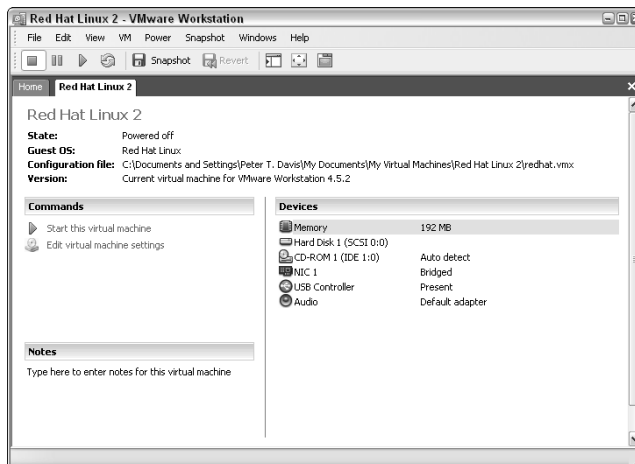 Red Hat Linux 2 - VMware Workstation
File Edit View VM Power Snapshot Windows Help
Snapshot Revert
Home Red Hat Linux 2
Red Hat Linux 2
State: Powered off
Guest OS: Red Hat Linux
Configuration file: C:\Documents and Settings\Peter T. Davis\My Documents\My Virtual Machines\Red Hat Linux 2\redhat.vmx
Version: Current virtual machine for VMware Workstation 4.5.2
Commands
Start this virtual machine
Edit virtual machine settings
Devices
Memory 192 MB
Hard Disk 1 (SCSI 0:0)
CD-ROM 1 (IDE 1:0) Auto detect
NIC 1 Bridged
USB Controller Present
Audio Default adapter
Notes
Type here to enter notes for this virtual machine